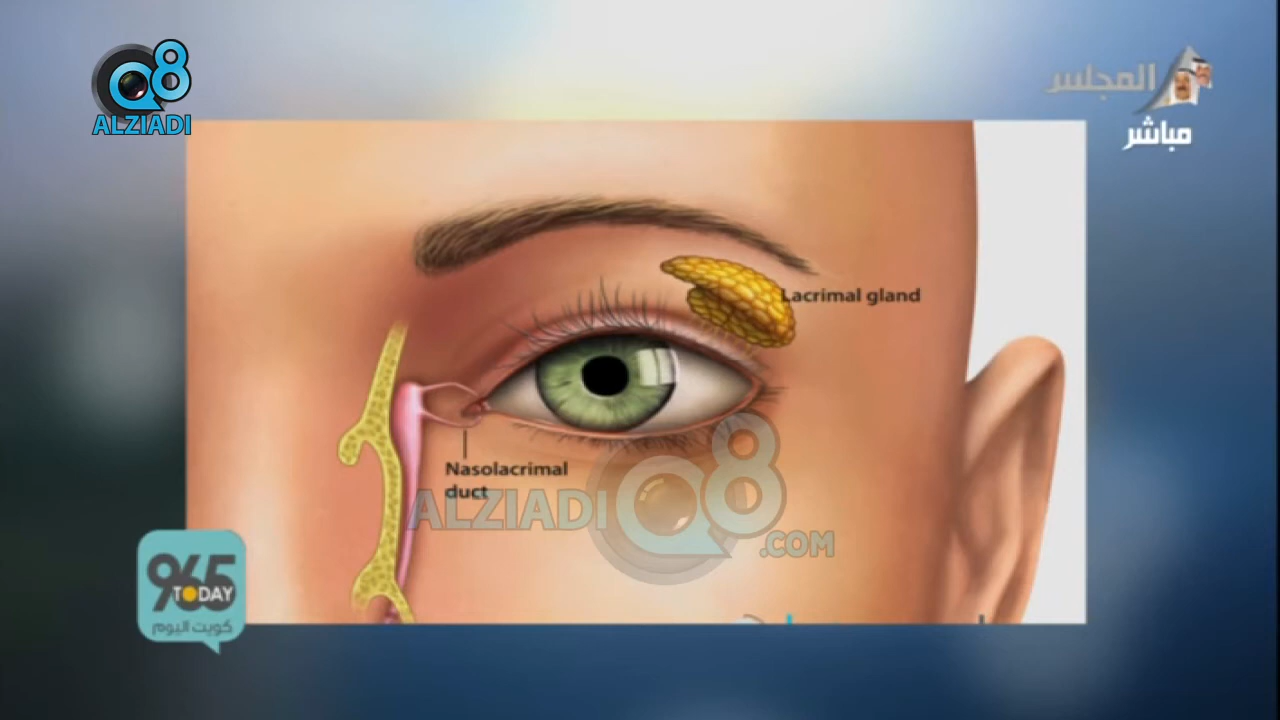 Q8
ALZIADI
المجلس
مباشر
Lacrimal gland
Nasolacrimal
duct
ALZIADI Q8
.COM
965
TODAY
كويت اليوم